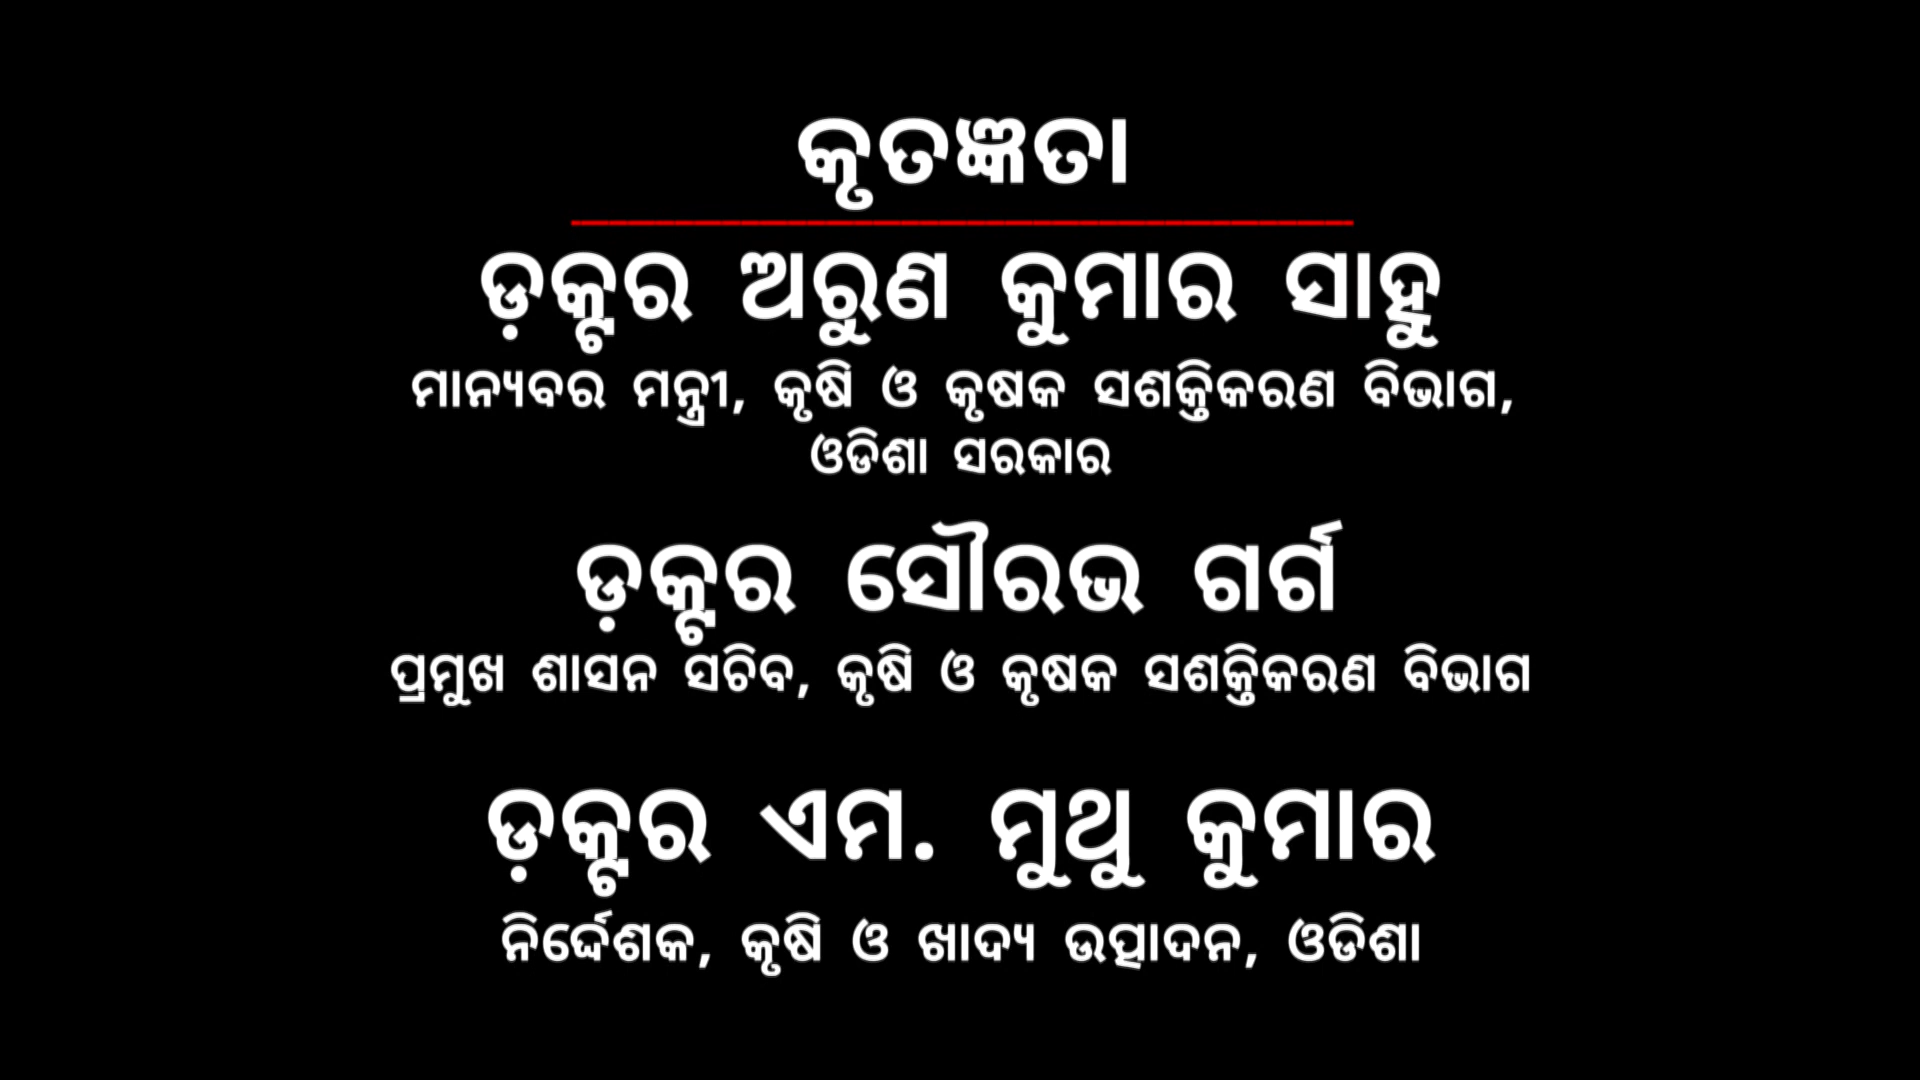 କୃତଜ୍ଞତା
ଡ଼କ୍ଟର ଅରୁଣ କୁମାର ସାହୁ
ମାନ୍ୟବର ମନ୍ତ୍ରୀ, କୃଷି ଓ କୃଷକ ସଶକ୍ତିକରଣ ବିଭାଗ,
ଓଡିଶା ସରକାର
ଡ଼କ୍ଟର ସୌରଭ ଗର୍ଗ
ପ୍ରମୁଖ ଶାସନ ସଚିବ, କୃଷି ଓ କୃଷକ ସଶକ୍ତିକରଣ ବିଭାଗ
ଡ଼କ୍ଟର ଏମ. ମୁଥୁ କୁମାର
ନିର୍ଦ୍ଦେଶକ, କୃଷି ଓ ଖାଦ୍ୟ ଉତ୍ପାଦନ, ଓଡିଶା